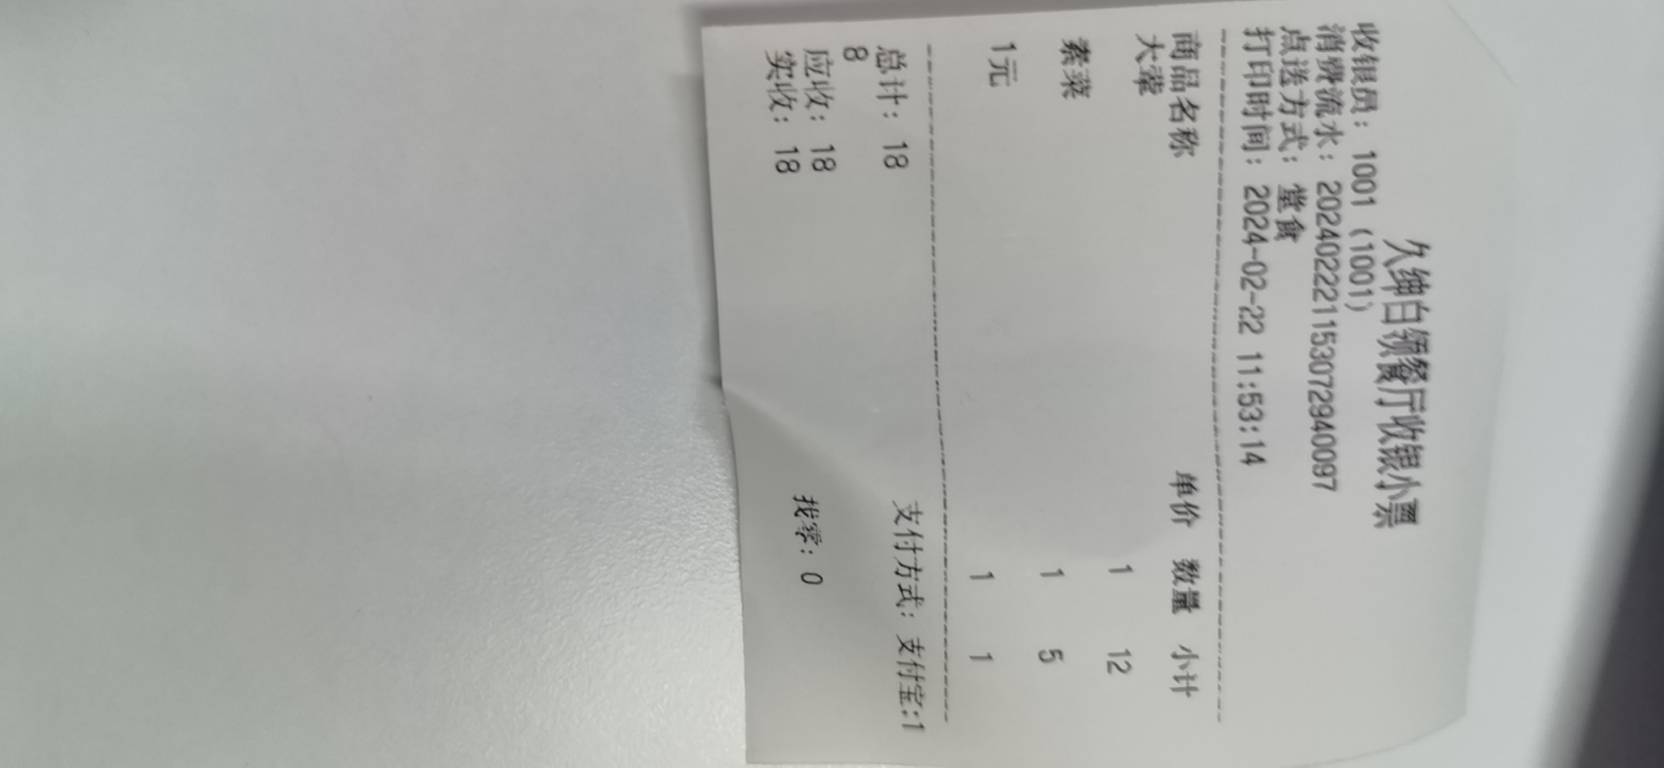 久绅白领餐厅收银小票
收银员: 1001 (1001)
消费流水: 202402221153072940097
点送方式: 堂食
打印时间: 2024-02-22 11:53:14
商品名称 单价 数量 小计
大荤 1 12
素菜 1 5
1元 1 1
总计: 18 支付方式: 支付宝:1
8
应收: 18 找零: 0
实收: 18